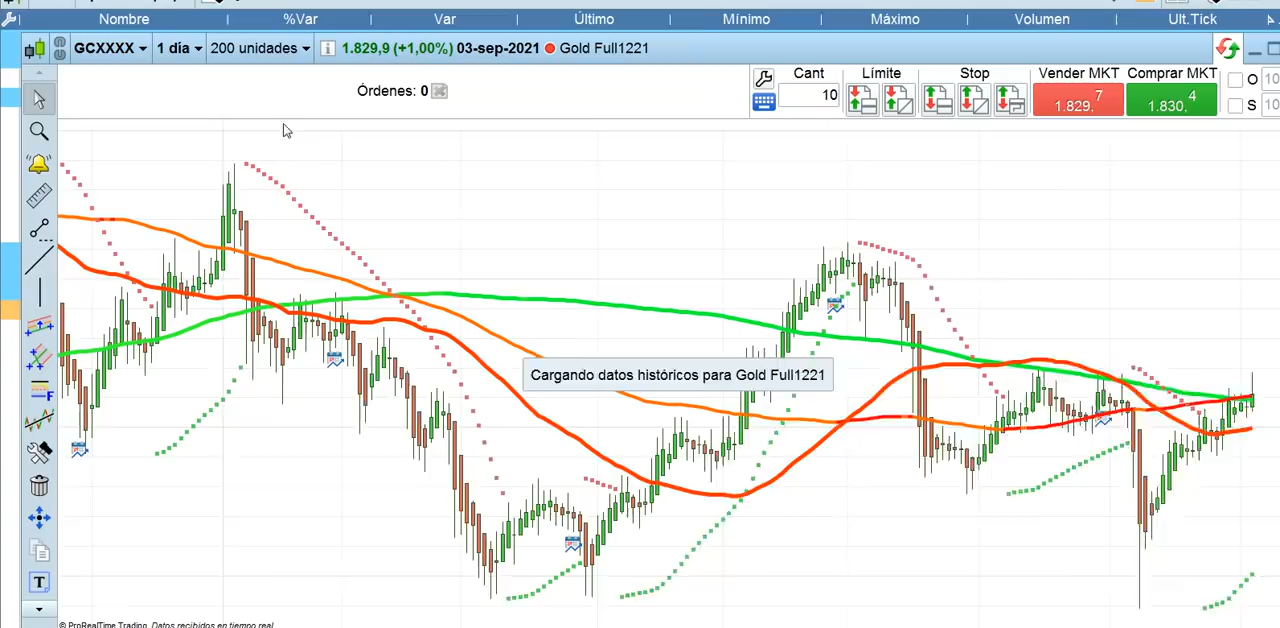 Nombre %Var Var Último Mínimo Máximo Volumen Ult.Tick
GCXXXX 1 día 200 unidades 1.829,9 (+1,00%) 03-sep-2021 Gold Full1221
Cant Límite Stop Vender MKT Comprar MKT O 10
Órdenes: 0 10 1.829,7 1.830,4 S 10
Cargando datos históricos para Gold Full1221
F
T
© ProRealTime Trading. Datos recibidos en tiempo real